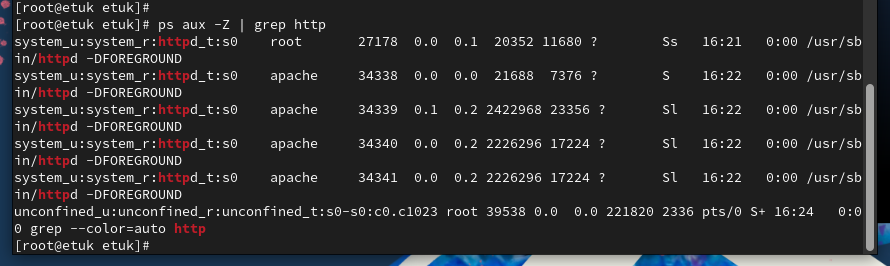 [root@etuk etuk]#
[root@etuk etuk]# ps aux -Z | grep http
system_u:system_r:httpd_t:s0    root       27178  0.0  0.1  20352 11680 ?        Ss   16:21   0:00 /usr/sb
in/httpd -DFOREGROUND
system_u:system_r:httpd_t:s0    apache     34338  0.0  0.0  21688  7376 ?        S    16:22   0:00 /usr/sb
in/httpd -DFOREGROUND
system_u:system_r:httpd_t:s0    apache     34339  0.1  0.2 2422968 23356 ?       Sl   16:22   0:00 /usr/sb
in/httpd -DFOREGROUND
system_u:system_r:httpd_t:s0    apache     34340  0.0  0.2 2226296 17224 ?       Sl   16:22   0:00 /usr/sb
in/httpd -DFOREGROUND
system_u:system_r:httpd_t:s0    apache     34341  0.0  0.2 2226296 17224 ?       Sl   16:22   0:00 /usr/sb
in/httpd -DFOREGROUND
unconfined_u:unconfined_r:unconfined_t:s0-s0:c0.c1023 root 39538 0.0  0.0 221820 2336 pts/0 S+ 16:24   0:0
0 grep --color=auto http
[root@etuk etuk]#